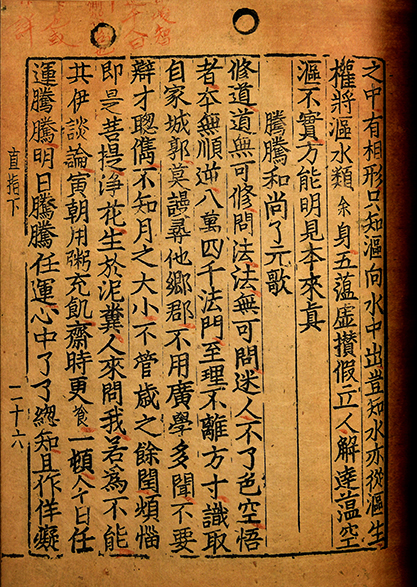 之中有相形只知漚向水中出豈知水亦從漚生
權將漚水類余身五蘊虛攢假立人解達蘊空
漚不實方能明見本來眞
騰騰和尚了元歌
修道道無可修問法法無可問迷人不了色空悟
者夲無順逆八萬四千法門至理不離方寸識取
自家城郭莫謾尋他鄉郡不用廣學多聞不要
辯才聦儁不知月之大小不管歲之餘閏煩惱
即是菩提淨花生於泥糞人來問我若爲不能
共伊談論寅朝用粥充飢齋時更飡一頓今日任
運騰騰明日騰騰任運心中了了緫知且作佯癡
直指下
二十六